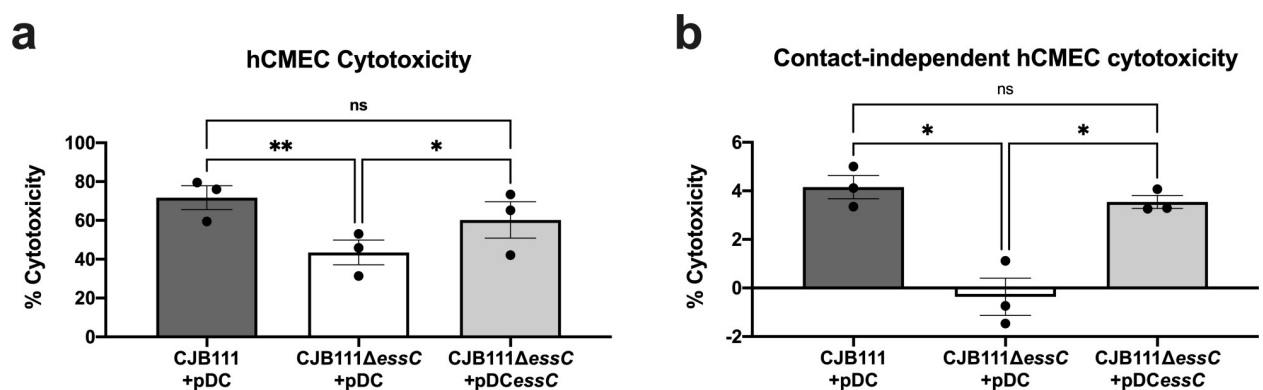 a
hCMEC Cytotoxicity
ns
**
*
% Cytotoxicity
100
80
60
40
20
0
CJB111
+pDC
CJB111ΔessC
+pDC
CJB111ΔessC
+pDCessC
b
Contact-independent hCMEC cytotoxicity
ns
*
*
% Cytotoxicity
6
4
2
0
-2
CJB111
+pDC
CJB111ΔessC
+pDC
CJB111ΔessC
+pDCessC